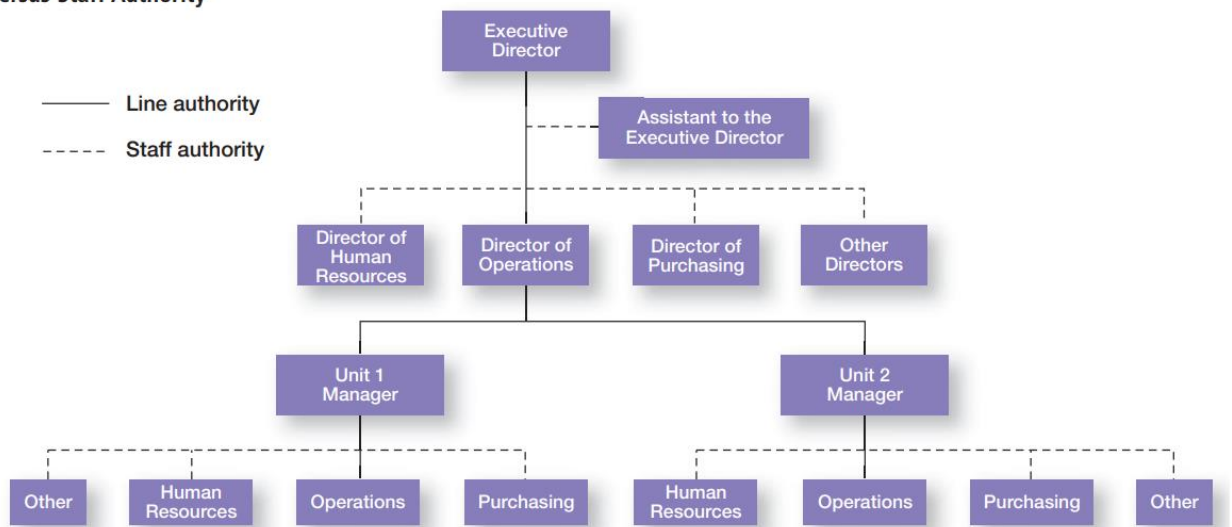 Staff Authority
Executive
Director
Line authority
Assistant to the
Executive Director
Staff authority
Director of
Human
Resources
Director of
Operations
Director of
Purchasing
Other
Directors
Unit 1
Manager
Unit 2
Manager
Other
Human
Resources
Operations
Purchasing
Human
Resources
Operations
Purchasing
Other